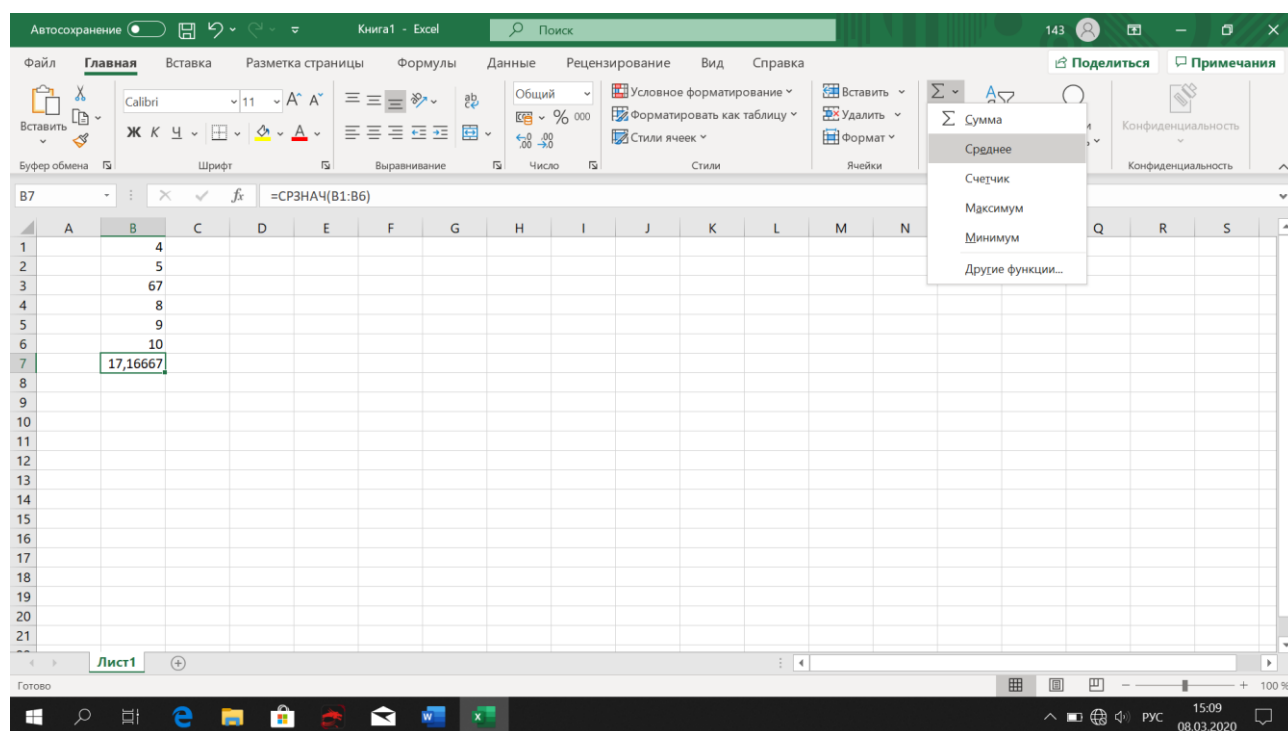 Автосохранение
Книга1 - Excel
Поиск
143
Файл Главная Вставка Разметка страницы Формулы Данные Рецензирование Вид Справка
Поделиться Примечания
Вставить
Calibri 11
Ж К Ч
Общий
% 000
Условное форматирование
Форматировать как таблицу
Стили ячеек
Вставить
Удалить
Формат
Конфиденциальность
Буфер обмена Шрифт Выравнивание Число Стили Ячейки Конфиденциальность
Сумма
Среднее
Счетчик
Максимум
Минимум
Другие функции...
B7 fx =СРЗНАЧ(B1:B6)
A B C D E F G H I J K L M N Q R S
1 4
2 5
3 67
4 8
5 9
6 10
7 17,16667
8
9
10
11
12
13
14
15
16
17
18
19
20
21
Лист1
Готово
100 %
РУС
15:09
08.03.2020